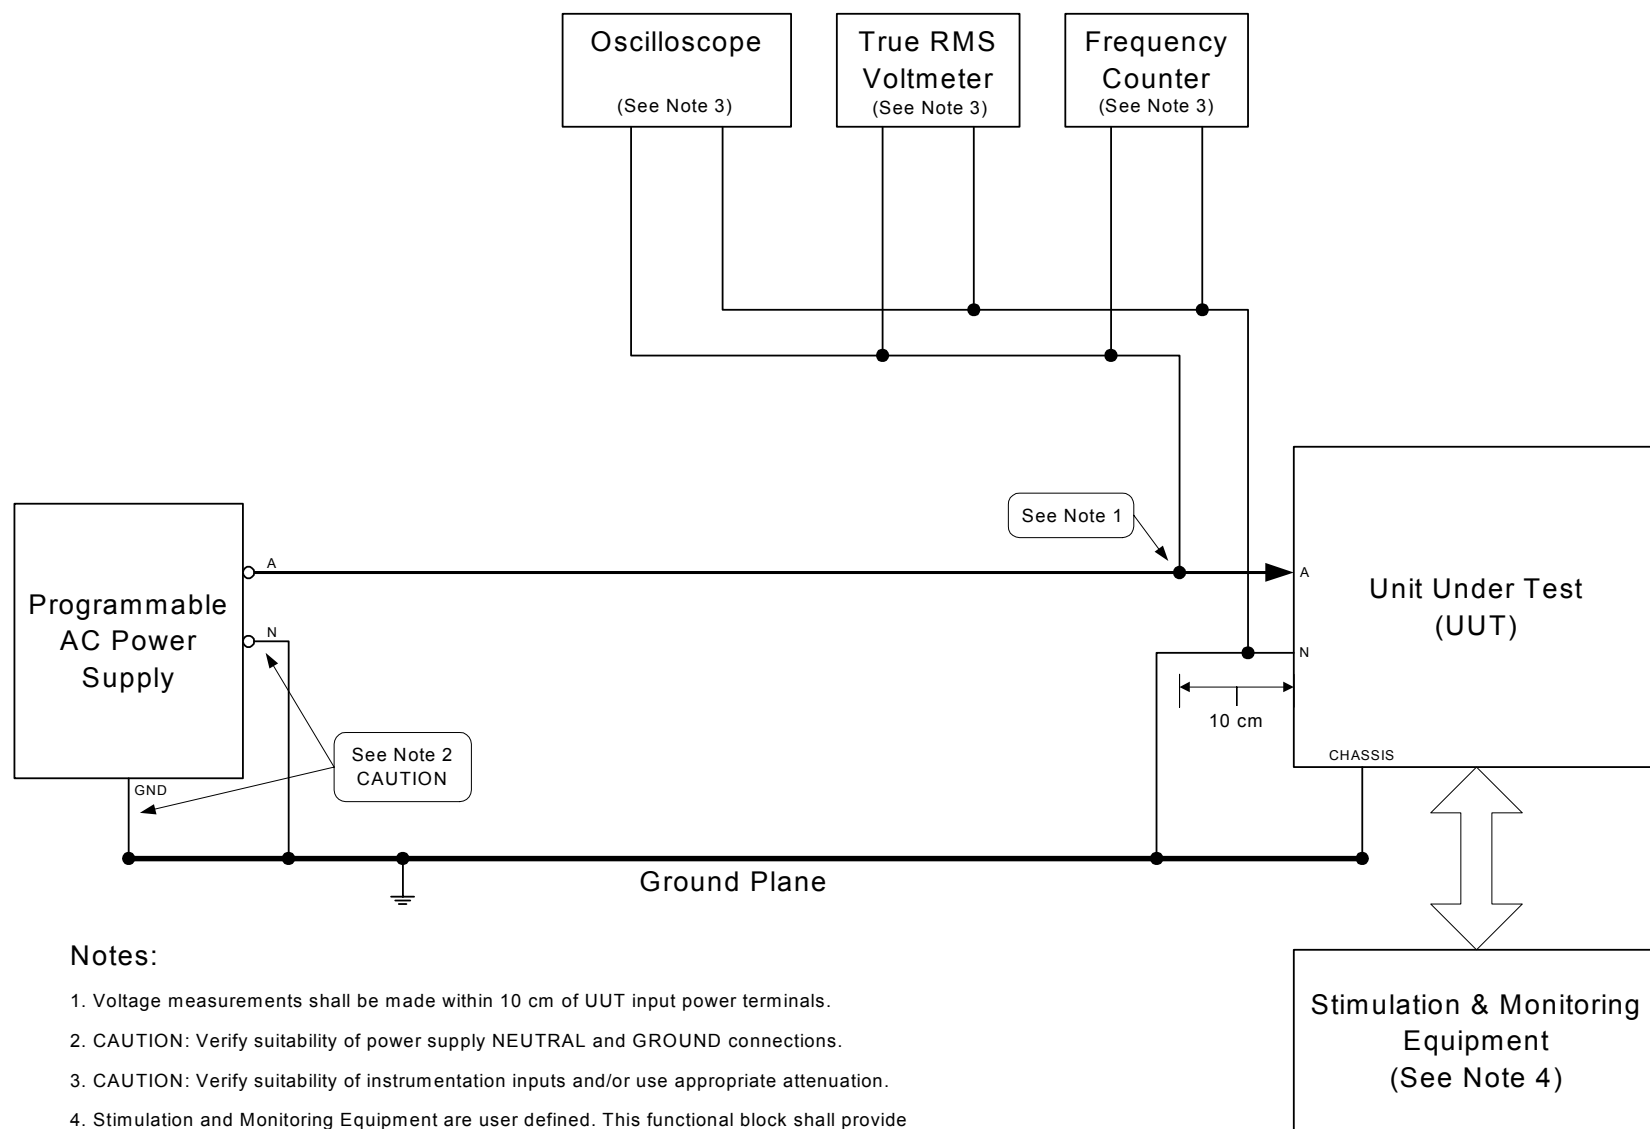 Oscilloscope
(See Note 3)
True RMS
Voltmeter
(See Note 3)
Frequency
Counter
(See Note 3)
See Note 1
Programmable
AC Power
Supply
A
N
GND
See Note 2
CAUTION
A
N
Unit Under Test
(UUT)
10 cm
CHASSIS
Ground Plane
Stimulation & Monitoring
Equipment
(See Note 4)
Notes:
1. Voltage measurements shall be made within 10 cm of UUT input power terminals.
2. CAUTION: Verify suitability of power supply NEUTRAL and GROUND connections.
3. CAUTION: Verify suitability of instrumentation inputs and/or use appropriate attenuation.
4. Stimulation and Monitoring Equipment are user defined. This functional block shall provide